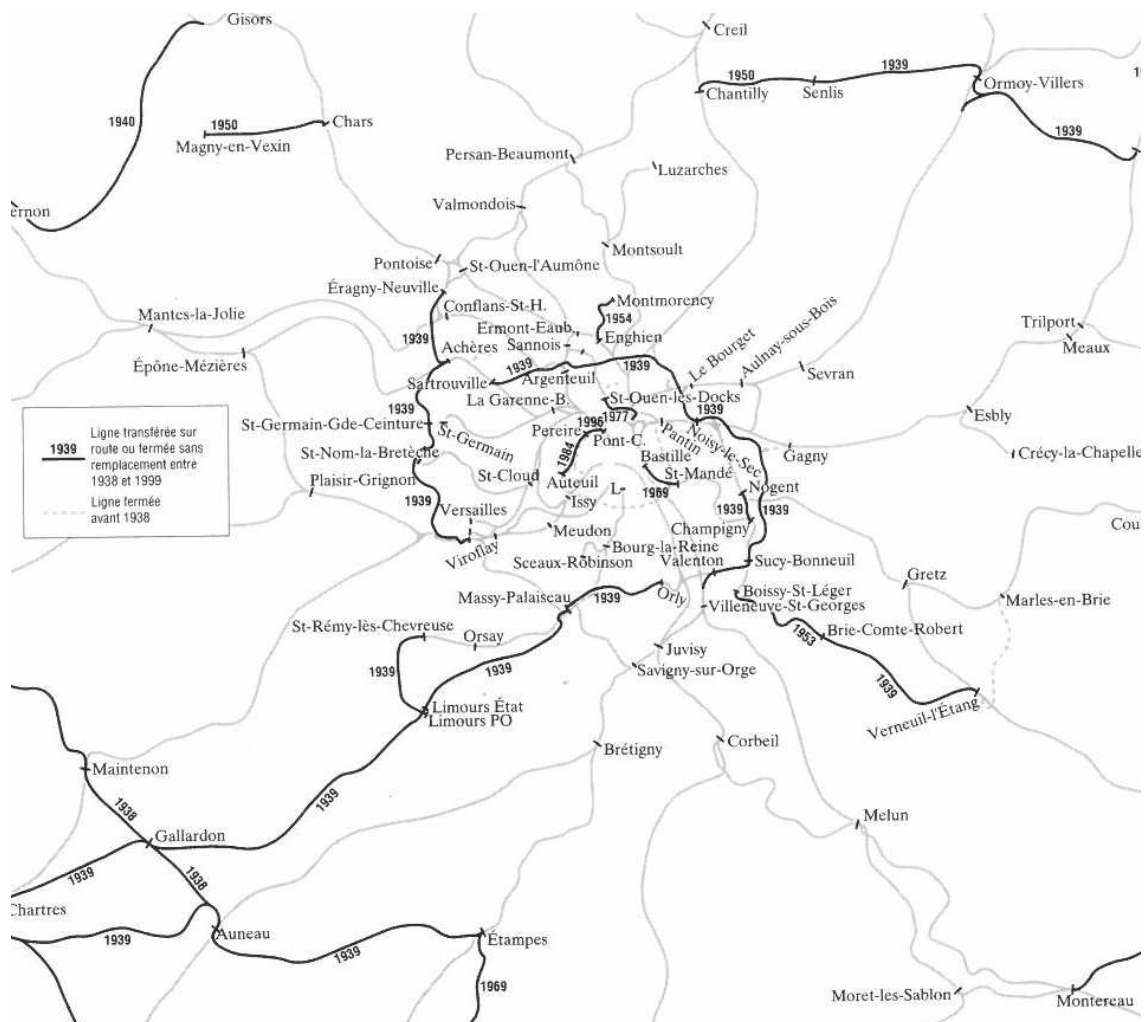 Gisors
Creil
1940
1950
Chars
Magny-en-Vexin
1950
1939
Chantilly
Senlis
Ormoy-Villers
1939
Persan-Beaumont
Luzarches
ernon
Valmondois
Montsoult
Pontoise
St-Ouen-l'Aumône
Éragny-Neuville
Conflans-St-H.
Montmorency
1954
Mantes-la-Jolie
Ermont-Eaub.
Enghien
Sannois
Trilport
Meaux
1939
Achères
Épône-Mézières
Le Bourget
Aulnay-sous-Bois
Sevran
1939
1939
Argenteuil
Sartrouville
St-Ouen-les-Docks
La Garenne-B.
1939
1939
Esbly
St-Germain-Gde-Ceinture
St-Germain
1996
1977
Pereire
Pont-C.
Pantin
Noisy-le-Sec
Gagny
Crécy-la-Chapelle
St-Nom-la-Bretèche
1984
Bastille
St-Mandé
Plaisir-Grignon
St-Cloud
Auteuil
Issy
L
1969
Nogent
1939
Versailles
1939
1939
Cou
Meudon
Champigny
Viroflay
Bourg-la-Reine
Sceaux-Robinson
Valenton
Sucy-Bonneuil
1939
Ligne transférée sur
route ou fermée sans
remplacement entre
1938 et 1999
Ligne fermée
avant 1938
Gretz
Massy-Palaiseau
1939
Orly
Boissy-St-Léger
Villeneuve-St-Georges
Marles-en-Brie
St-Rémy-lès-Chevreuse
Orsay
1953
Brie-Comte-Robert
Juvisy
Savigny-sur-Orge
1939
1939
1939
Limours État
Limours PO
Verneuil-l'Étang
Brétigny
Corbeil
Maintenon
1939
1938
Gallardon
Melun
1939
1938
Chartres
1939
Auneau
1939
Étampes
1969
Moret-les-Sablon
Montereau